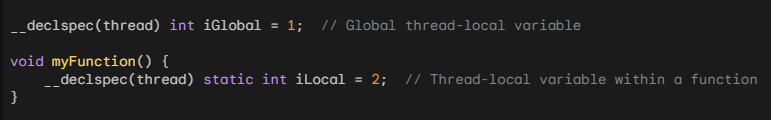 __declspec(thread) int iGlobal = 1;  // Global thread-local variable
void myFunction() {
    __declspec(thread) static int iLocal = 2;  // Thread-local variable within a function
}